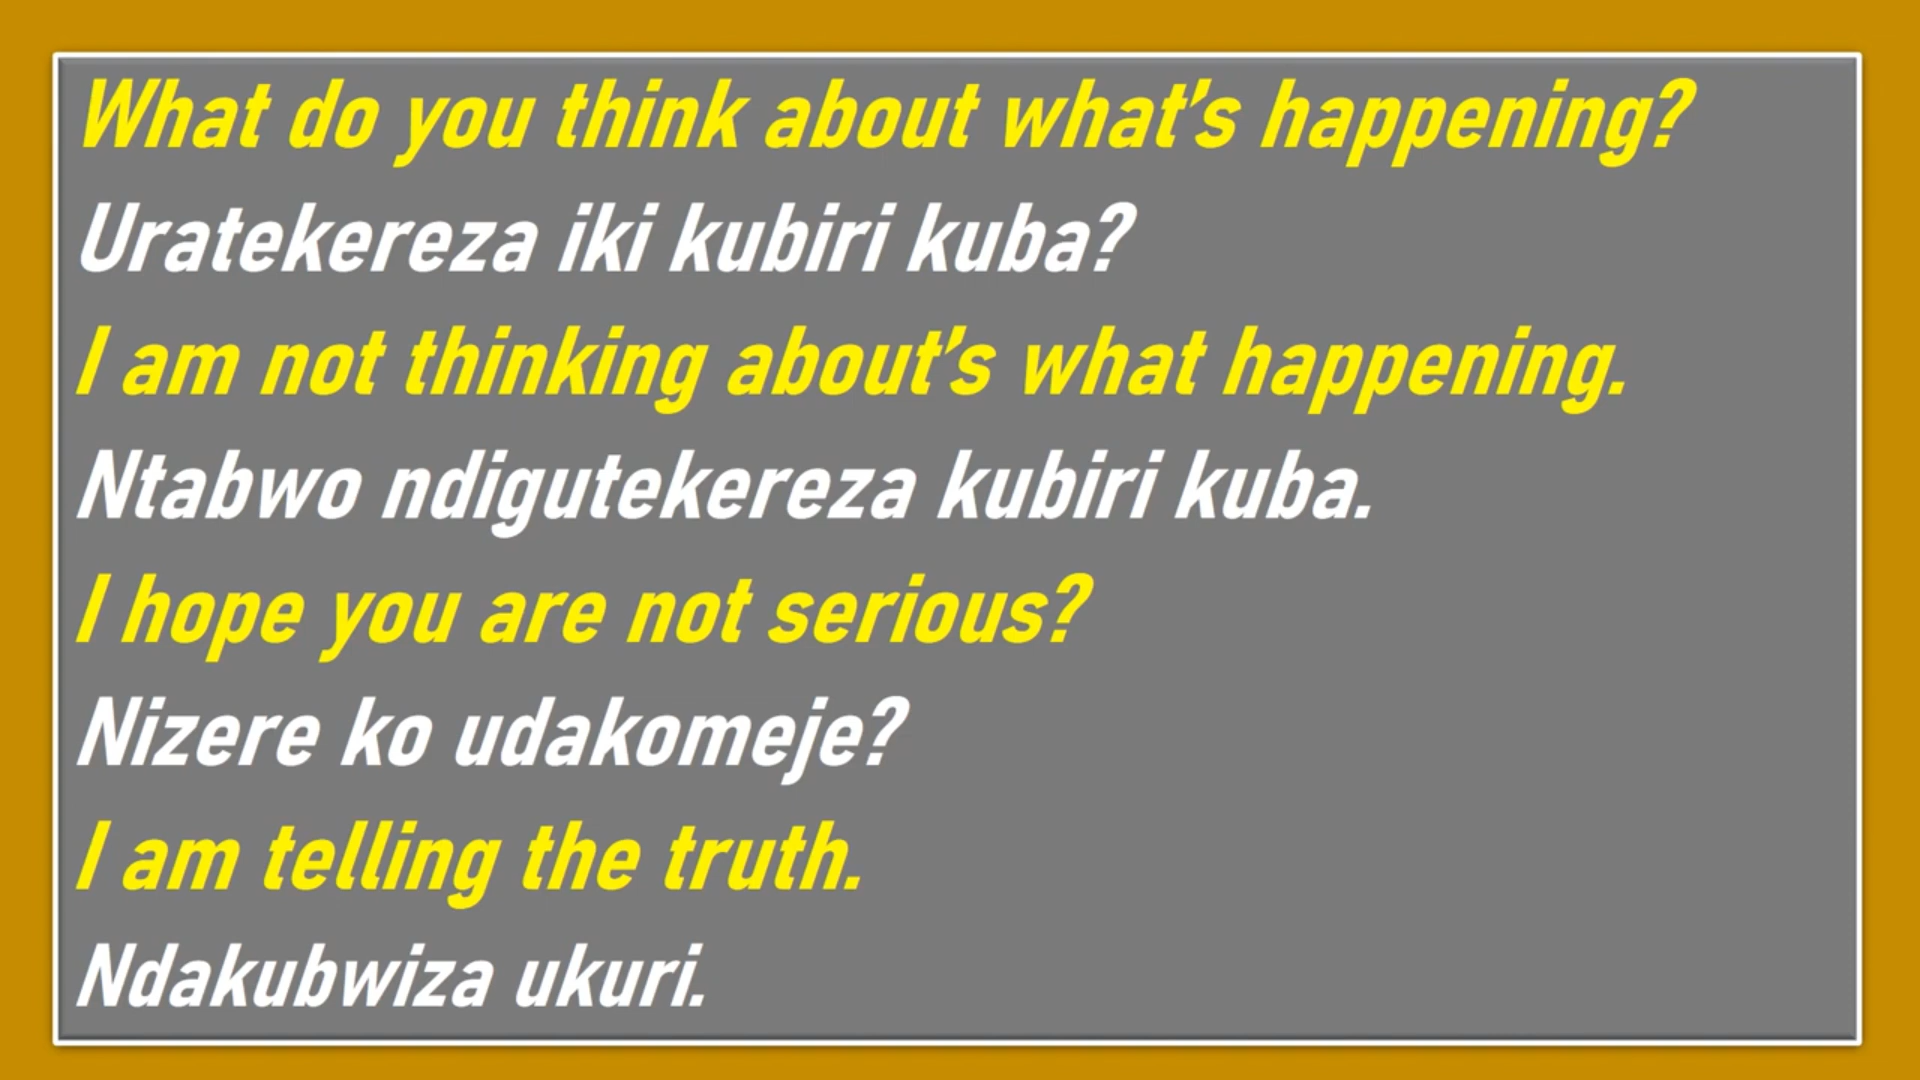 What do you think about what's happening?
Uratekereza iki kubiri kuba?
I am not thinking about's what happening.
Ntabwo ndigutekereza kubiri kuba.
I hope you are not serious?
Nizere ko udakomeje?
I am telling the truth.
Ndakubwiza ukuri.